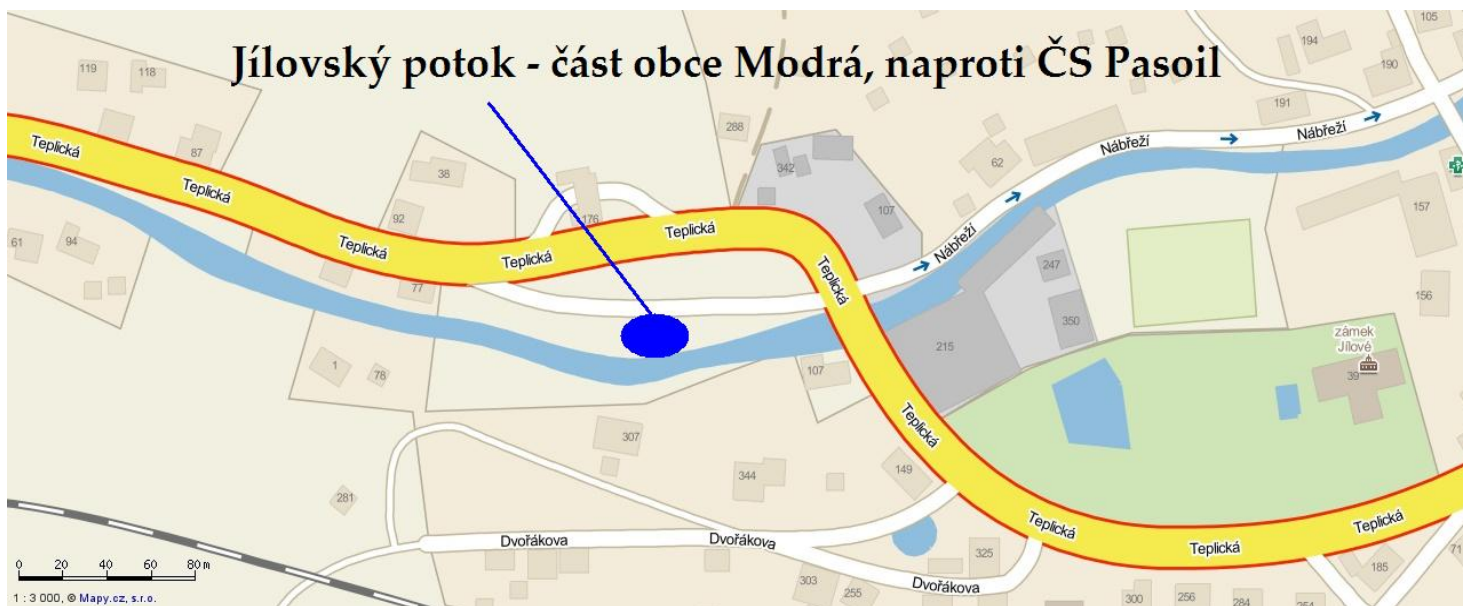 Jílovský potok - část obce Modrá, naproti ČS Pasoil
105
194
190
119
118
191
288
Nábřeží
Nábřeží
Teplická
87
62
342
38
Teplická
176
107
157
92
Teplická
Teplická
Nábřeží
61
94
Teplická
Teplická
247
77
156
350
zámek
Jílové
215
1
78
107
39
Teplická
307
149
344
281
Teplická
Teplická
Dvořákova
Dvořákova
Teplická
325
71
0 20 40 60 80 m
303
255
Dvořákova
185
300
256
284
254
1 : 3 000, © Mapy.cz, s.r.o.